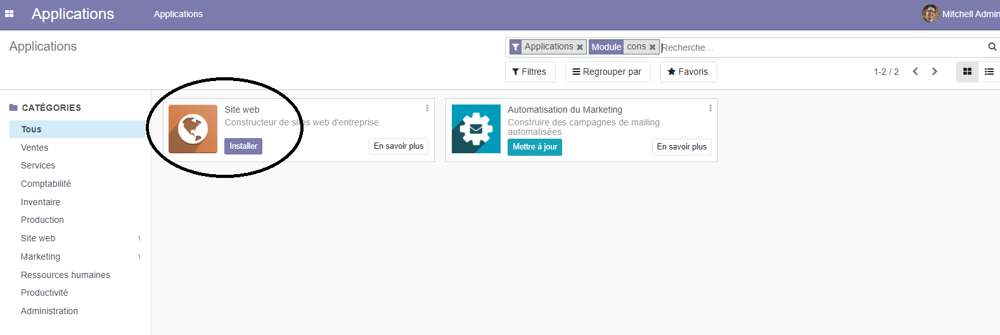 Applications
Applications
Mitchell Admin
Applications
Applications
Module
cons
Recherche...
Filtres
Regrouper par
Favoris
1-2 / 2
CATÉGORIES
Tous
Ventes
Services
Comptabilité
Inventaire
Production
Site web 1
Marketing 1
Ressources humaines
Productivité
Administration
Site web
Constructeur de sites web d'entreprise
Installer
En savoir plus
Automatisation du Marketing
Construire des campagnes de mailing
automatisées
Mettre à jour
En savoir plus